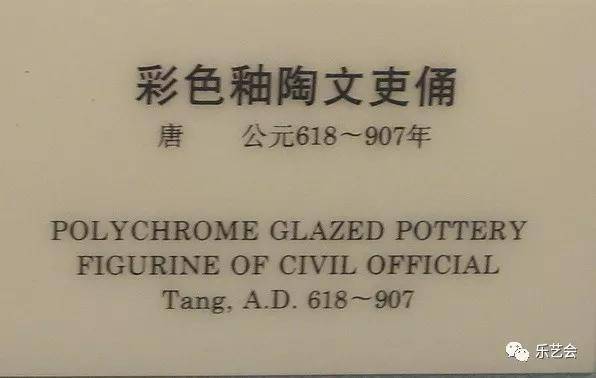 彩色釉陶文吏俑
唐 公元618～907年
POLYCHROME GLAZED POTTERY
FIGURINE OF CIVIL OFFICIAL
Tang, A.D. 618～907
乐艺会